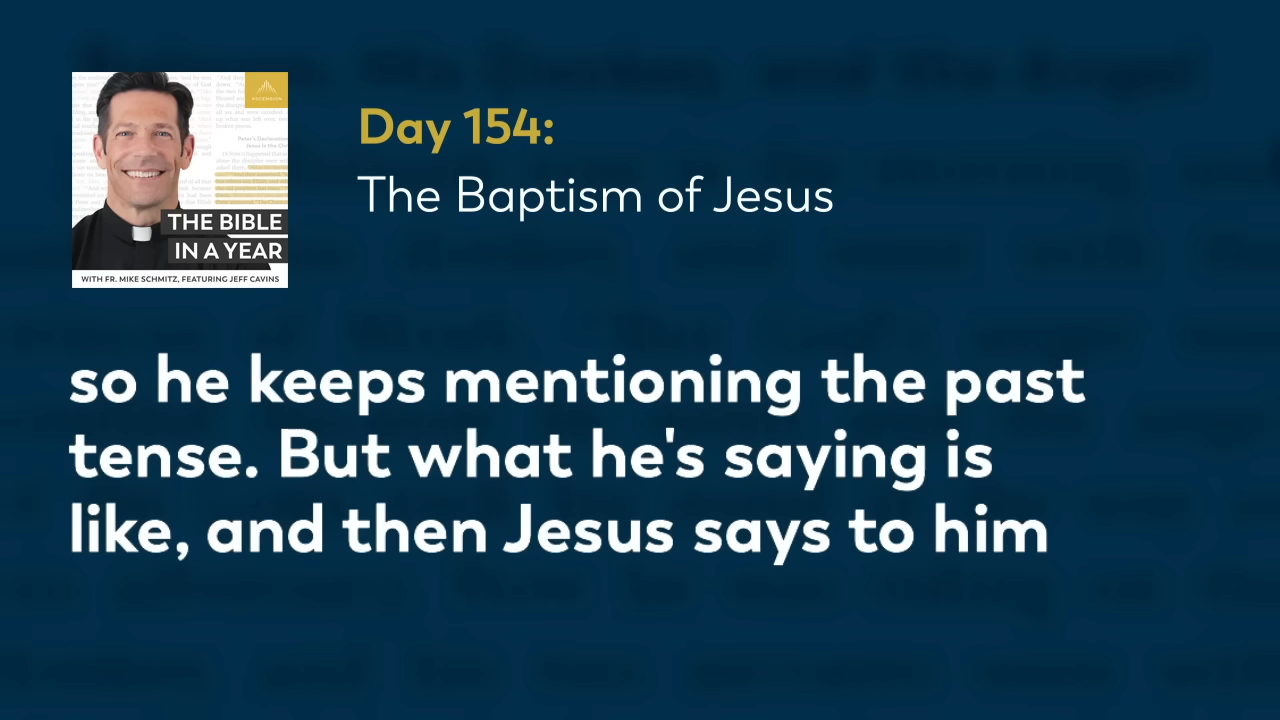 ASCENSION
THE BIBLE
IN A YEAR
WITH FR. MIKE SCHMITZ, FEATURING JEFF CAVINS
Day 154:
The Baptism of Jesus
so he keeps mentioning the past
tense. But what he's saying is
like, and then Jesus says to him